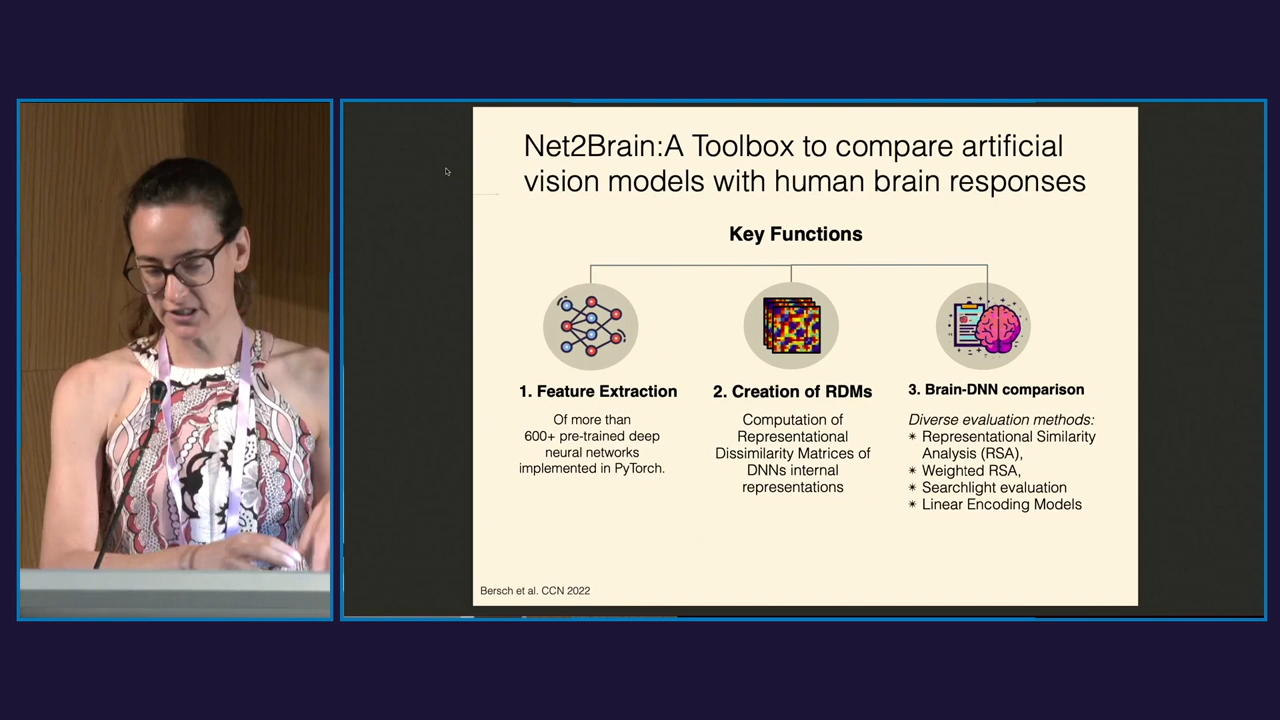 Net2Brain:A Toolbox to compare artificial
vision models with human brain responses
Key Functions
1. Feature Extraction
Of more than
600+ pre-trained deep
neural networks
implemented in PyTorch.
2. Creation of RDMs
Computation of
Representational
Dissimilarity Matrices of
DNNs internal
representations
3. Brain-DNN comparison
Diverse evaluation methods:
✴ Representational Similarity
Analysis (RSA),
✴ Weighted RSA,
✴ Searchlight evaluation
✴ Linear Encoding Models
Bersch et al. CCN 2022